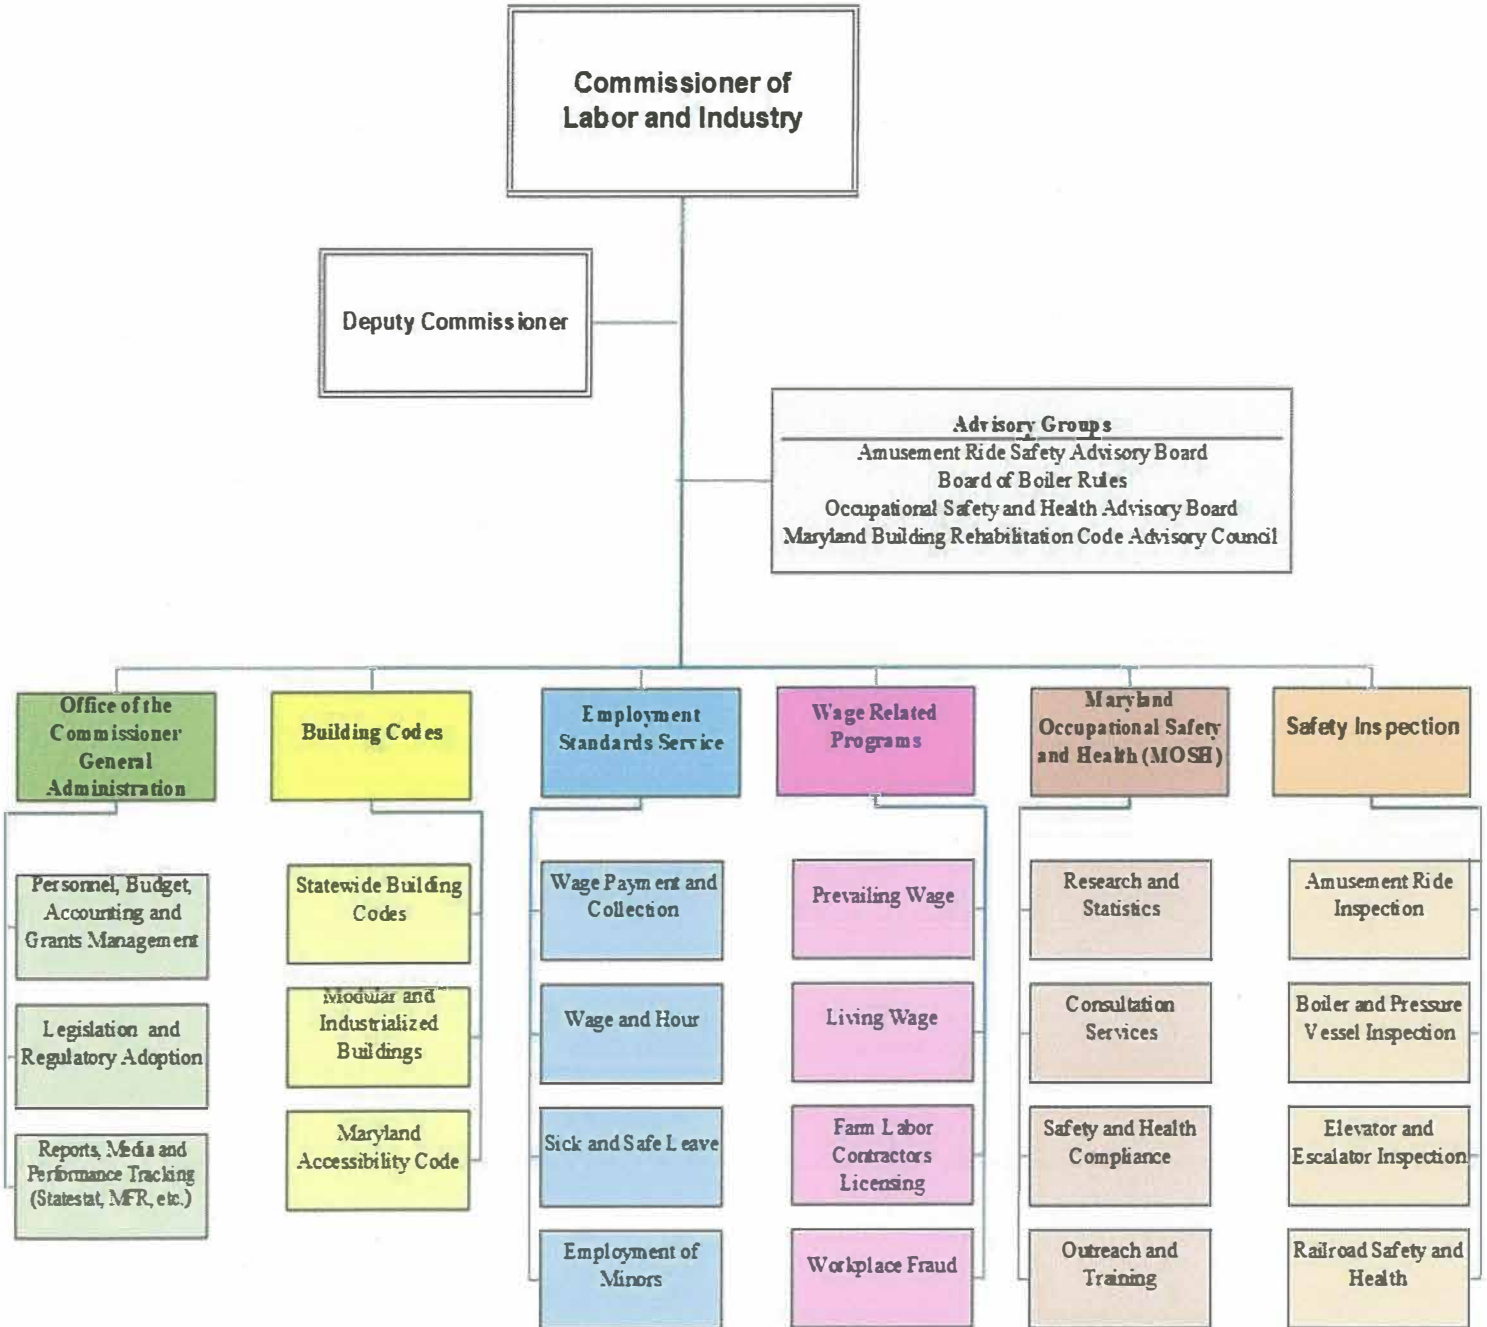 Commissioner of
Labor and Industry
Deputy Commissioner
Advisory Groups
Amusement Ride Safety Advisory Board
Board of Boiler Rules
Occupational Safety and Health Advisory Board
Maryland Building Rehabilitation Code Advisory Council
Office of the
Commissioner
General
Administration
Building Codes
Employment
Standards Service
Wage Related
Programs
Maryland
Occupational Safety
and Health (MOSH)
Safety Inspection
Personnel, Budget,
Accounting and
Grants Management
Legislation and
Regulatory Adoption
Reports, Media and
Performance Tracking
(Statestat, MFR, etc.)
Statewide Building
Codes
Modular and
Industrialized
Buildings
Maryland
Accessibility Code
Wage Payment and
Collection
Wage and Hour
Sick and Safe Leave
Employment of
Minors
Prevailing Wage
Living Wage
Farm Labor
Contractors
Licensing
Workplace Fraud
Research and
Statistics
Consultation
Services
Safety and Health
Compliance
Outreach and
Training
Amusement Ride
Inspection
Boiler and Pressure
Vessel Inspection
Elevator and
Escalator Inspection
Railroad Safety and
Health